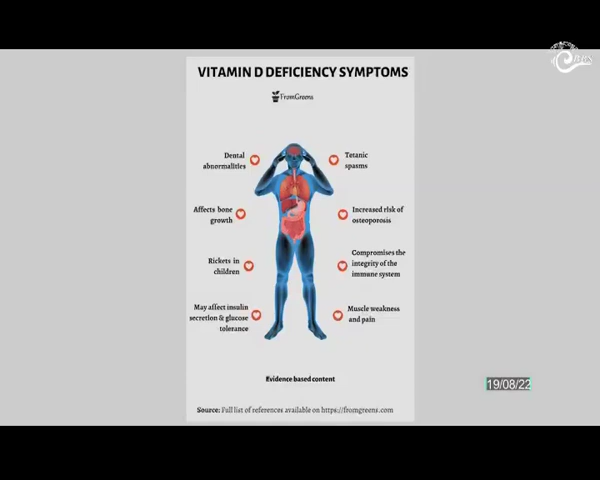 VITAMIN D DEFICIENCY SYMPTOMS
FromGreens
Dental
abnormalities
Tetanic
spasms
Affects bone
growth
Increased risk of
osteoporosis
Rickets in
children
Compromises the
integrity of the
immune system
May affect insulin
secretion & glucose
tolerance
Muscle weakness
and pain
Evidence based content
19/08/22
Source: Full list of references available on https://fromgreens.com